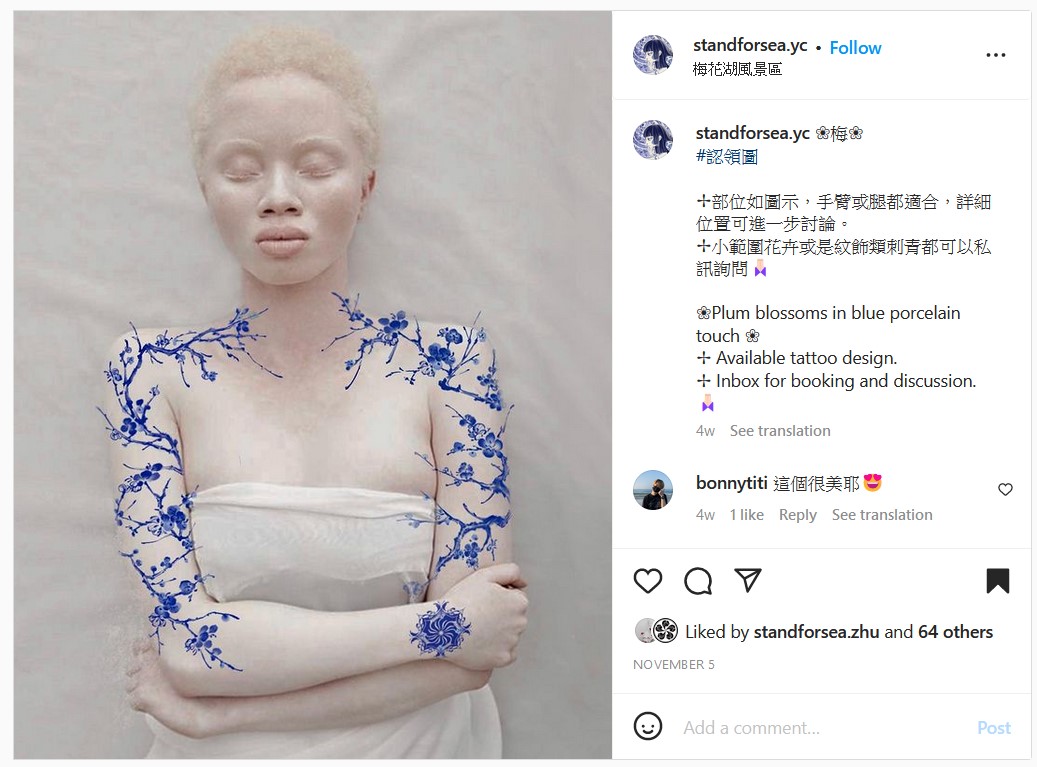 standforsea.yc • Follow
梅花湖風景區
standforsea.yc ❀梅❀
#認領圖
✢部位如圖示，手臂或腿都適合，詳細
位置可進一步討論。
✢小範圍花卉或是紋飾類刺青都可以私
訊詢問
❀Plum blossoms in blue porcelain
touch ❀
✢ Available tattoo design.
✢ Inbox for booking and discussion.
4w See translation
bonnytiti 這個很美耶😍
4w 1 like Reply See translation
Liked by standforsea.zhu and 64 others
NOVEMBER 5
Add a comment... Post